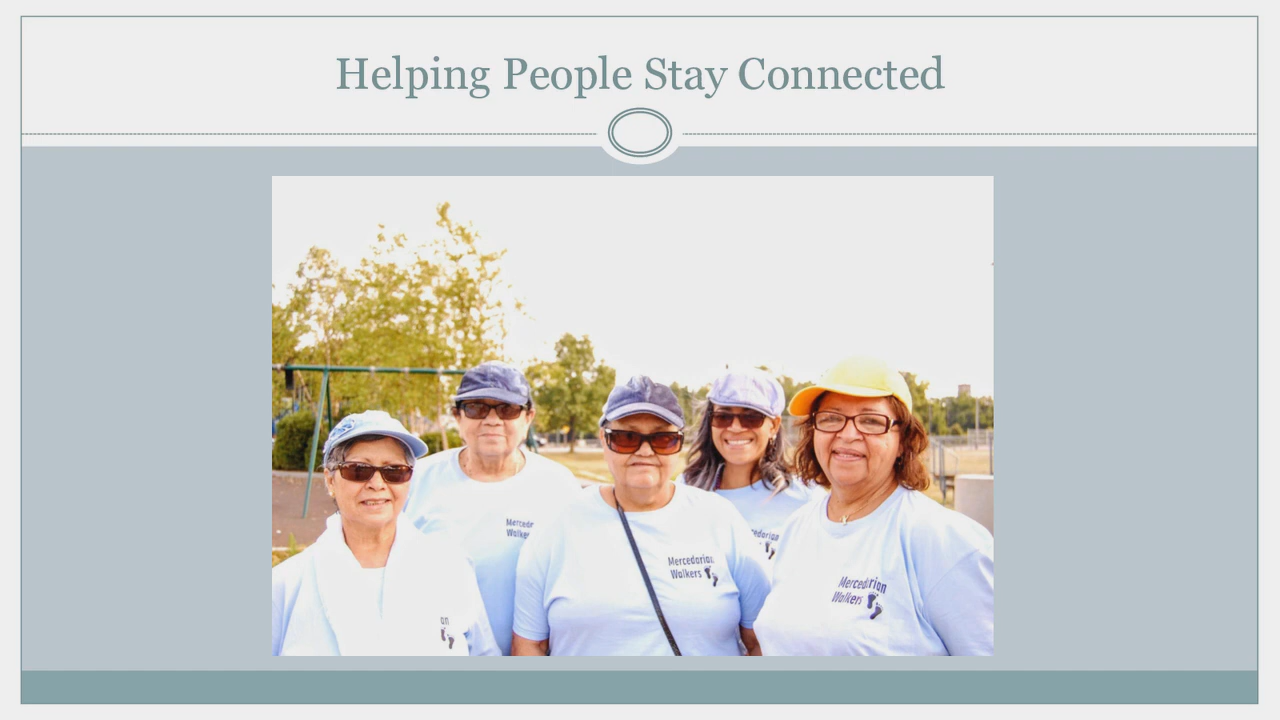 Helping People Stay Connected
Mercedarian
Walkers
Mercedarian
Walkers